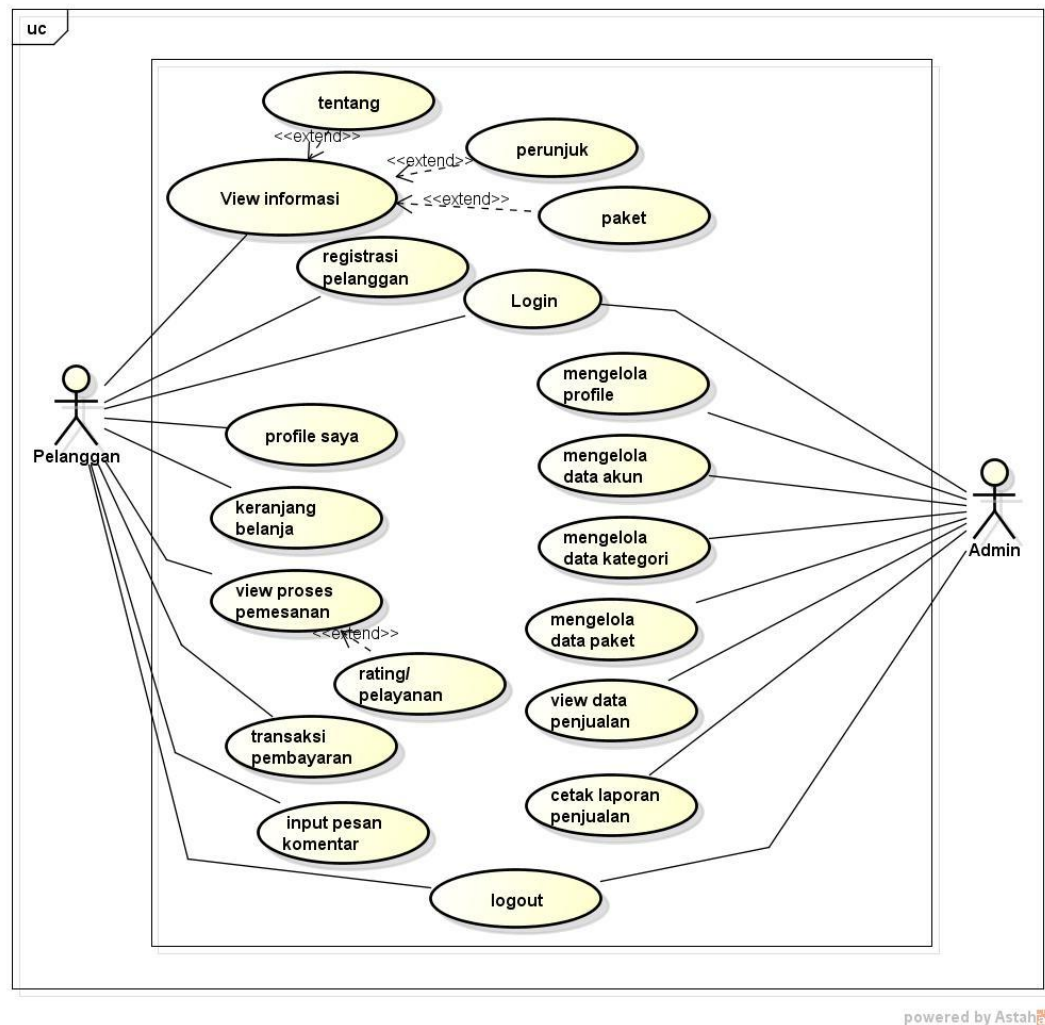 uc
tentang
<<extend>>
perunjuk
<<extend>>
View informasi
<<extend>>
paket
registrasi
pelanggan
Login
mengelola
profile
Pelanggan
profile saya
mengelola
data akun
keranjang
belanja
Admin
mengelola
data kategori
view proses
pemesanan
<<extend>>
mengelola
data paket
rating/
pelayanan
view data
penjualan
transaksi
pembayaran
cetak laporan
penjualan
input pesan
komentar
logout
powered by Astah